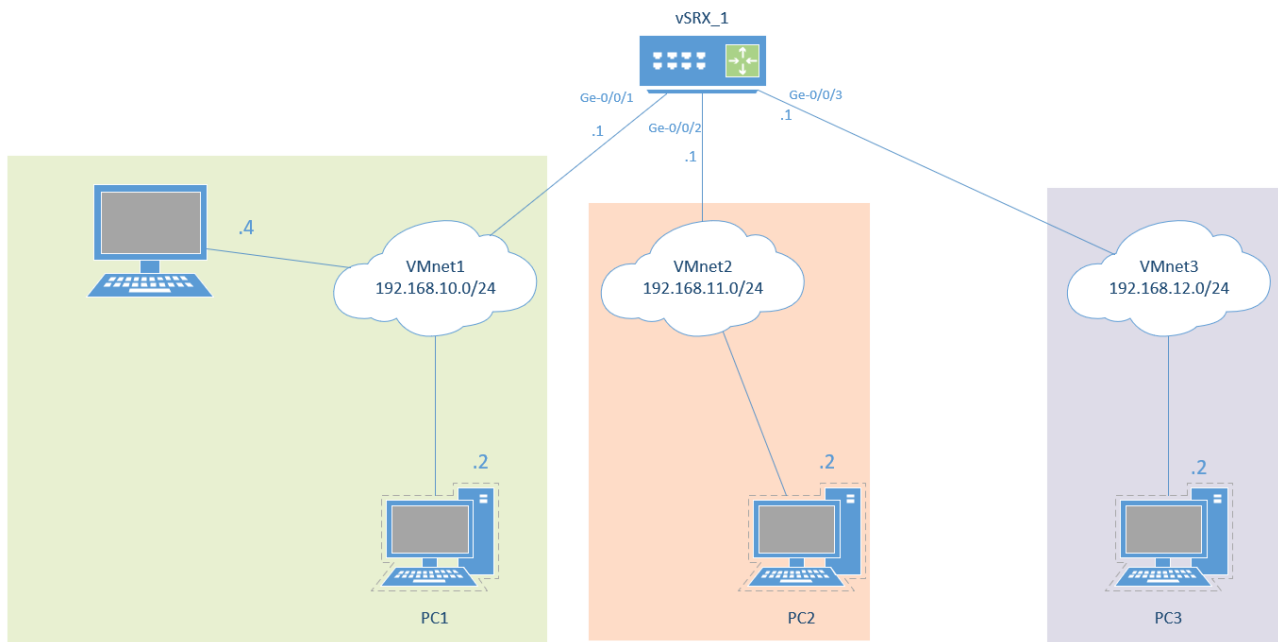 vSRX_1
Ge-0/0/1
Ge-0/0/3
.1
Ge-0/0/2
.1
.1
.4
VMnet1
192.168.10.0/24
VMnet2
192.168.11.0/24
VMnet3
192.168.12.0/24
.2
.2
.2
PC1
PC2
PC3